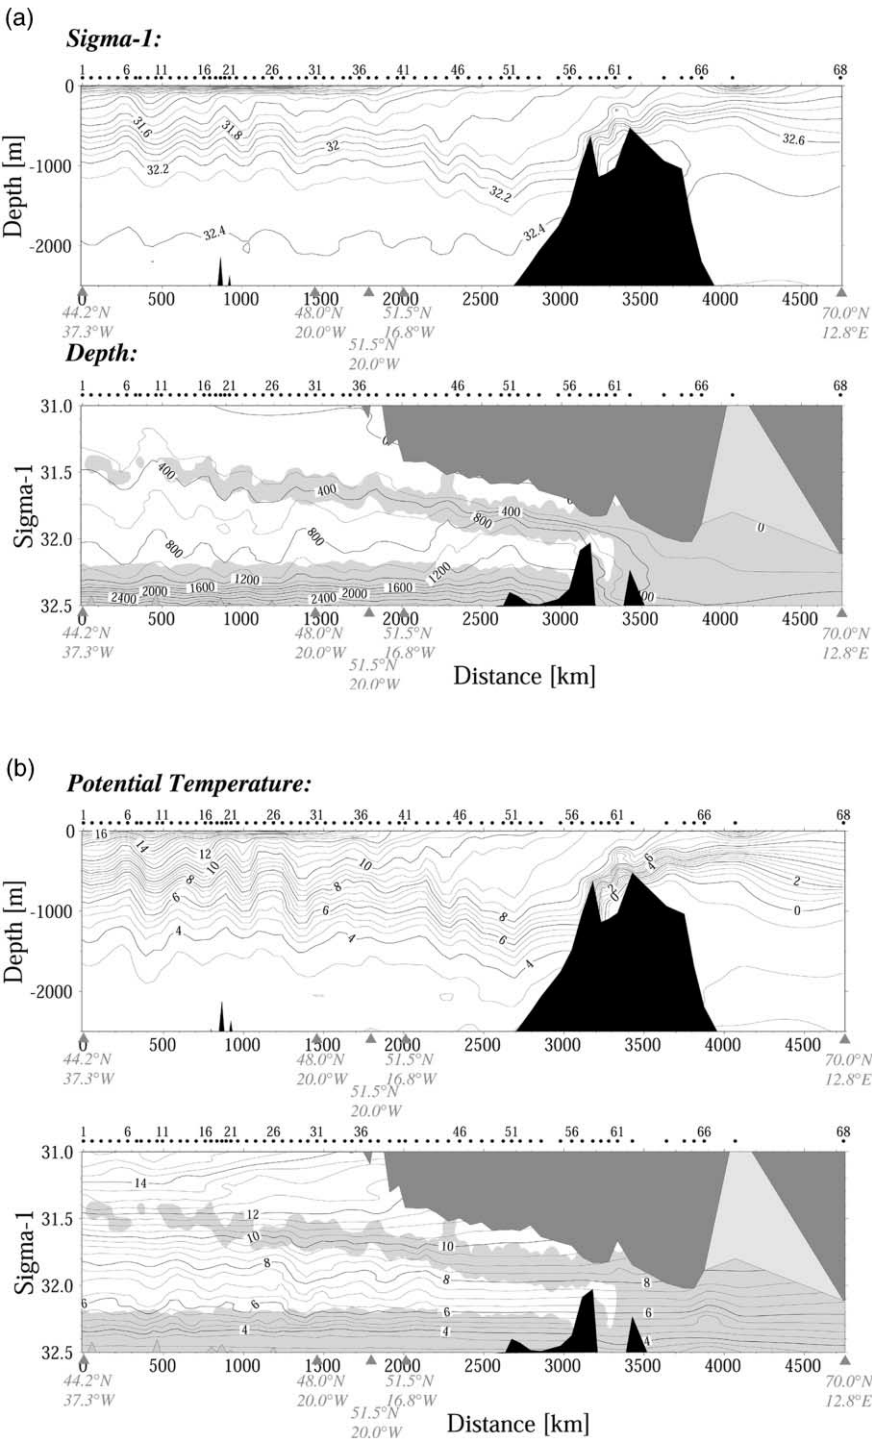 (a)
Sigma-1:
1 6 11 16 21 26 31 36 41 46 51 56 61 66 68
0
31.6 31.8 32 32.6
-1000
32.2 32.2
32.4 32.4
-2000
Depth [m]
0 500 1000 1500 2000 2500 3000 3500 4000 4500
44.2°N 48.0°N 51.5°N 70.0°N
37.3°W 20.0°W 16.8°W 12.8°E
51.5°N
20.0°W
Depth:
1 6 11 16 21 26 31 36 41 46 51 56 61 66 68
31.0
31.5
400 400 400
800 0
32.0
800 800
1200 1200
1600 1600
2000 2000
2400 2400
32.5
Sigma-1
0 500 1000 1500 2000 2500 3000 3500 4000 4500
44.2°N 48.0°N 51.5°N 70.0°N
37.3°W 20.0°W 16.8°W 12.8°E
51.5°N
20.0°W
Distance [km]
(b)
Potential Temperature:
1 6 11 16 21 26 31 36 41 46 51 56 61 66 68
0
16 14 12 10 10 6 4
8 8 2 2
6 6 8 0 0
-1000
4 4 6 4
-2000
Depth [m]
0 500 1000 1500 2000 2500 3000 3500 4000 4500
44.2°N 48.0°N 51.5°N 70.0°N
37.3°W 20.0°W 16.8°W 12.8°E
51.5°N
20.0°W
1 6 11 16 21 26 31 36 41 46 51 56 61 66 68
31.0
14
31.5
12
10 10
8 8 8
32.0
6 6 6 6
4 4 4
32.5
Sigma-1
0 500 1000 1500 2000 2500 3000 3500 4000 4500
44.2°N 48.0°N 51.5°N 70.0°N
37.3°W 20.0°W 16.8°W 12.8°E
51.5°N
20.0°W
Distance [km]